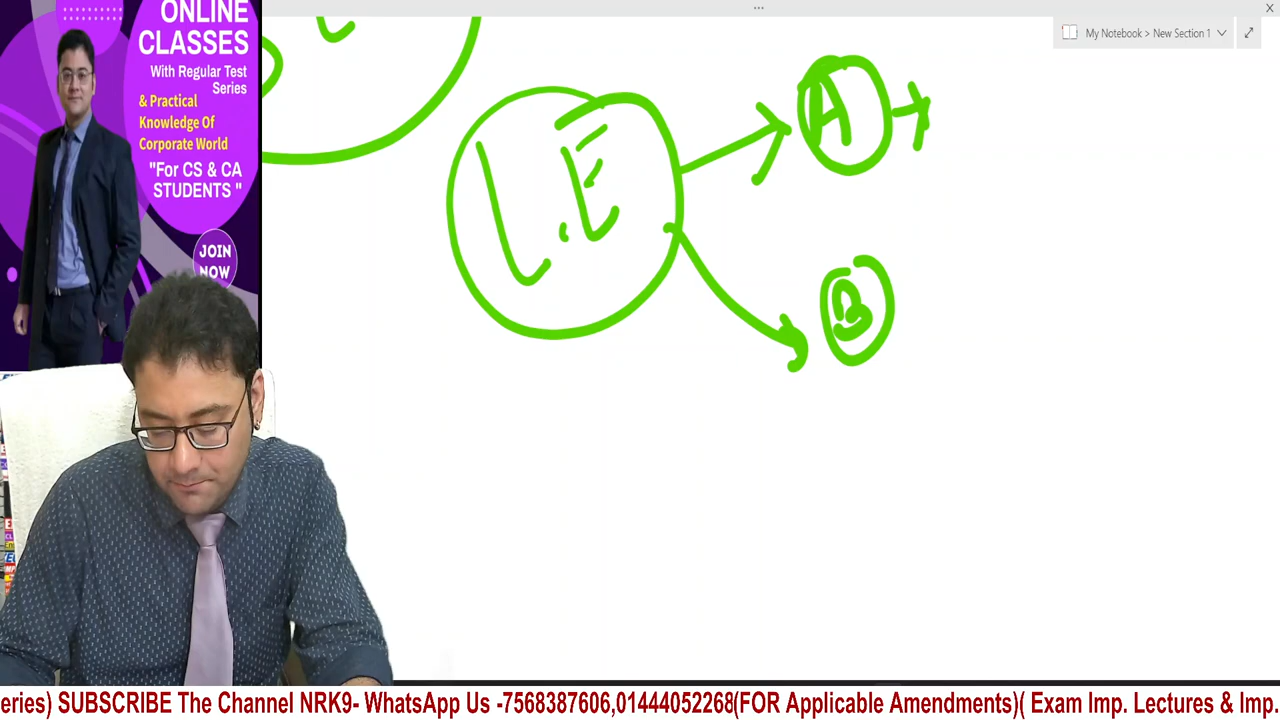 ONLINE
CLASSES
With Regular Test
Series
& Practical
Knowledge Of
Corporate World
"For CS & CA
STUDENTS "
JOIN
NOW
My Notebook > New Section 1
L.E
A
B
eries) SUBSCRIBE The Channel NRK9- WhatsApp Us -7568387606,01444052268(FOR Applicable Amendments)( Exam Imp. Lectures & Imp.